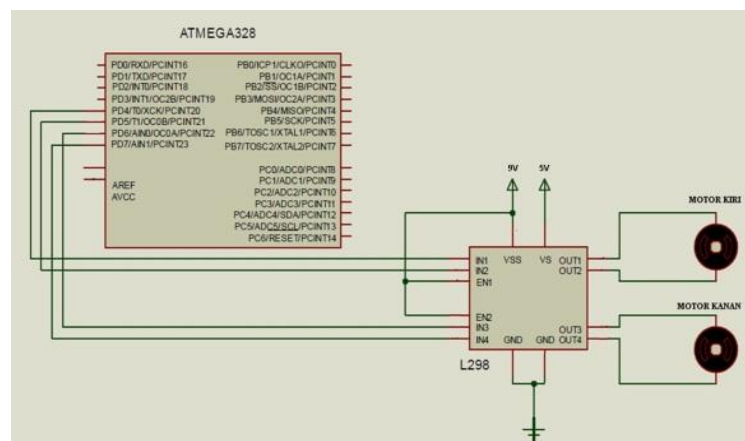 ATMEGA328
PD0/RXD/PCINT16
PD1/TXD/PCINT17
PD2/INT0/PCINT18
PD3/INT1/OC2B/PCINT19
PD4/T0/XCK/PCINT20
PD5/T1/OC0B/PCINT21
PD6/AIN0/OC0A/PCINT22
PD7/AIN1/PCINT23
AREF
AVCC
PB0/ICP1/CLKO/PCINT0
PB1/OC1A/PCINT1
PB2/SS/OC1B/PCINT2
PB3/MOSI/OC2A/PCINT3
PB4/MISO/PCINT4
PB5/SCK/PCINT5
PB6/TOSC1/XTAL1/PCINT6
PB7/TOSC2/XTAL2/PCINT7
PC0/ADC0/PCINT8
PC1/ADC1/PCINT9
PC2/ADC2/PCINT10
PC3/ADC3/PCINT11
PC4/ADC4/SDA/PCINT12
PC5/ADC5/SCL/PCINT13
PC6/RESET/PCINT14
9V
5V
IN1
IN2
EN1
EN2
IN3
IN4
VSS
VS
GND
GND
OUT1
OUT2
OUT3
OUT4
L298
MOTOR KIRI
MOTOR KANAN